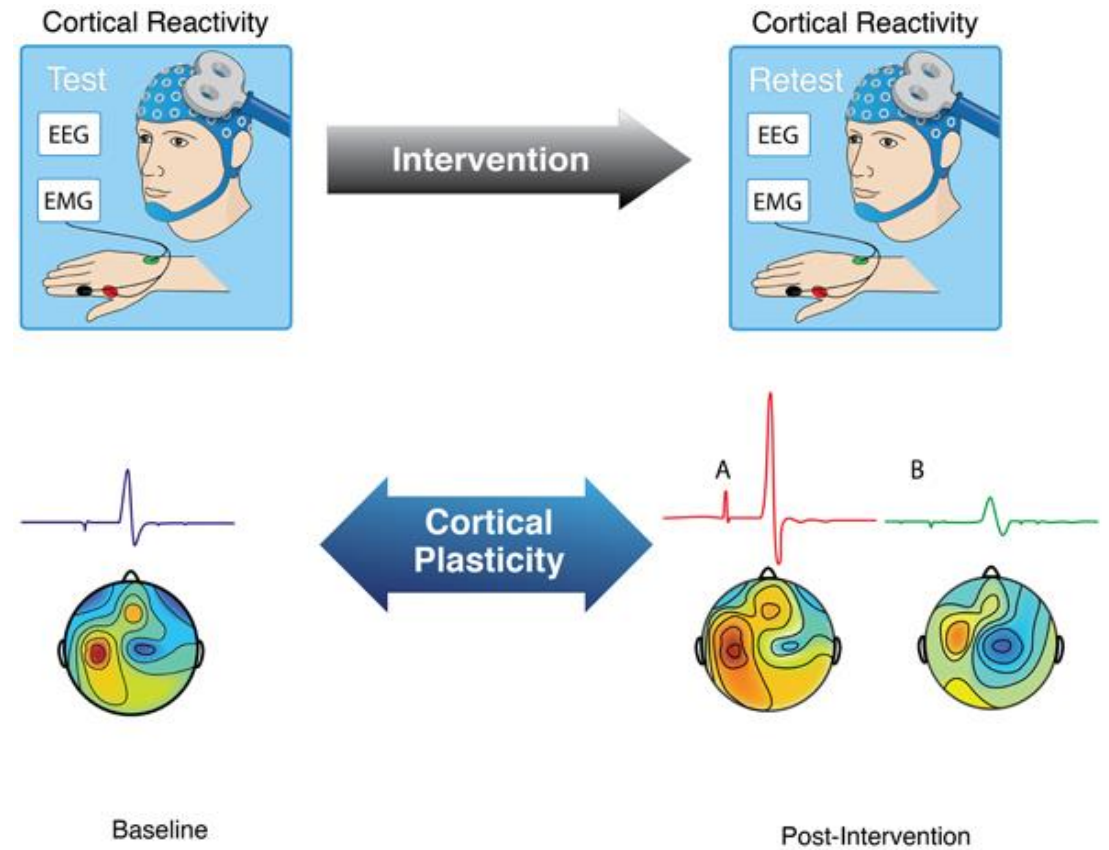 Cortical Reactivity
Cortical Reactivity
Test
EEG
EMG
Intervention
Retest
EEG
EMG
A
B
Cortical
Plasticity
Baseline
Post-Intervention